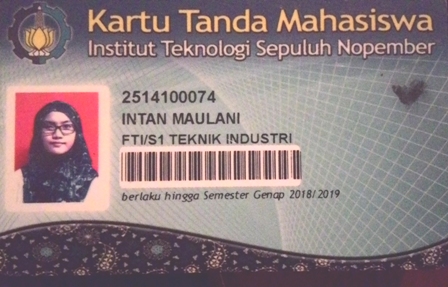 Kartu Tanda Mahasiswa
Institut Teknologi Sepuluh Nopember
2514100074
INTAN MAULANI
FTI/S1 TEKNIK INDUSTRI
berlaku hingga Semester Genap 2018/2019